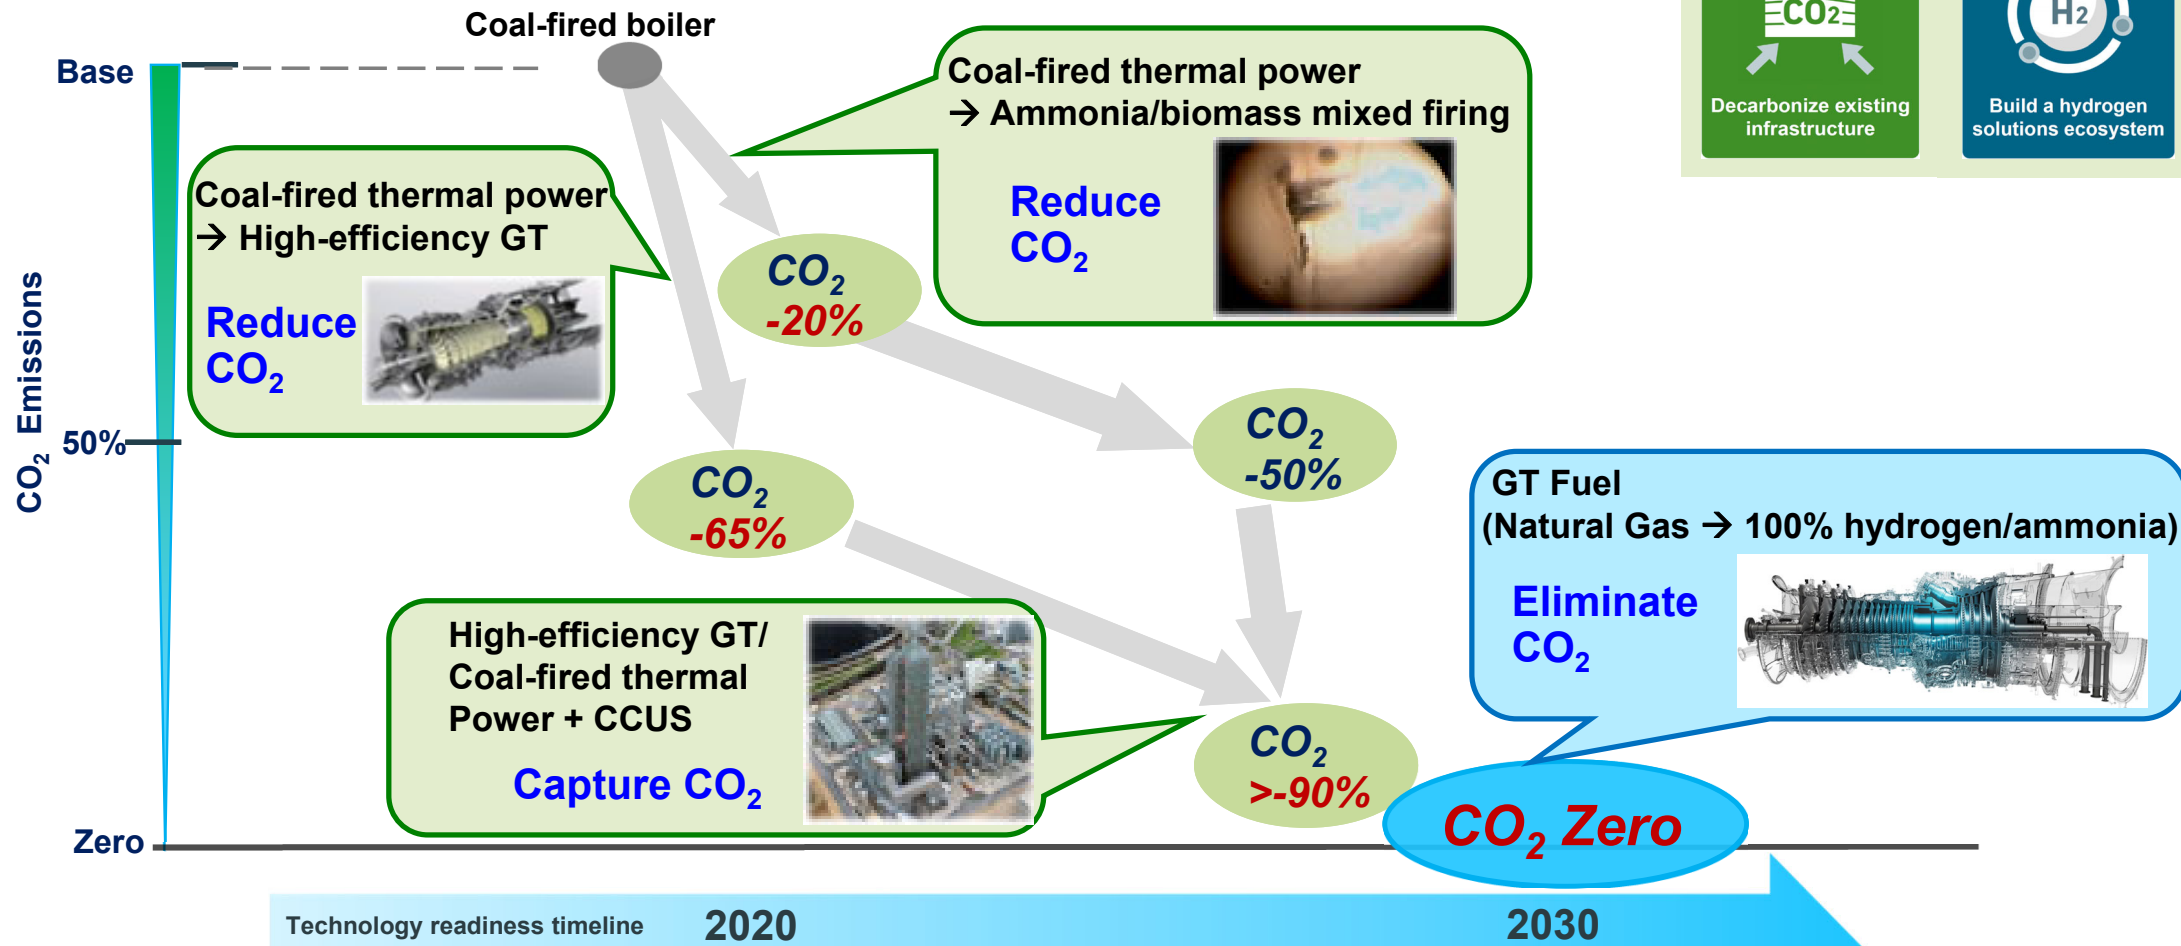 Coal-fired boiler
Base
CO2
H2
Decarbonize existing
infrastructure
Build a hydrogen
solutions ecosystem
Coal-fired thermal power
→ Ammonia/biomass mixed firing
Reduce
CO2
Coal-fired thermal power
→ High-efficiency GT
Reduce
CO2
CO2
-20%
CO2 Emissions
50%
CO2
-50%
CO2
-65%
GT Fuel
(Natural Gas → 100% hydrogen/ammonia)
Eliminate
CO2
High-efficiency GT/
Coal-fired thermal
Power + CCUS
Capture CO2
CO2
>-90%
CO2 Zero
Zero
Technology readiness timeline
2020
2030